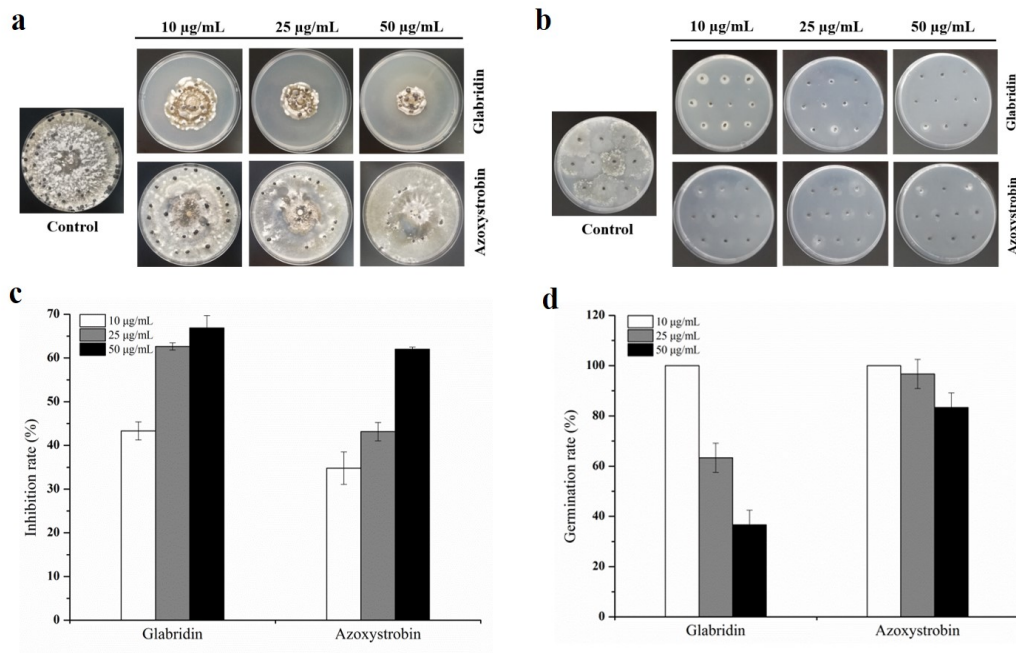 a
10 μg/mL 25 μg/mL 50 μg/mL
Glabridin
Azoxystrobin
Control
b
10 μg/mL 25 μg/mL 50 μg/mL
Glabridin
Azoxystrobin
Control
c
70
60
50
40
30
20
10
0
Inhibition rate (%)
10 μg/mL
25 μg/mL
50 μg/mL
Glabridin Azoxystrobin
d
120
100
80
60
40
20
0
Germination rate (%)
10 μg/mL
25 μg/mL
50 μg/mL
Glabridin Azoxystrobin